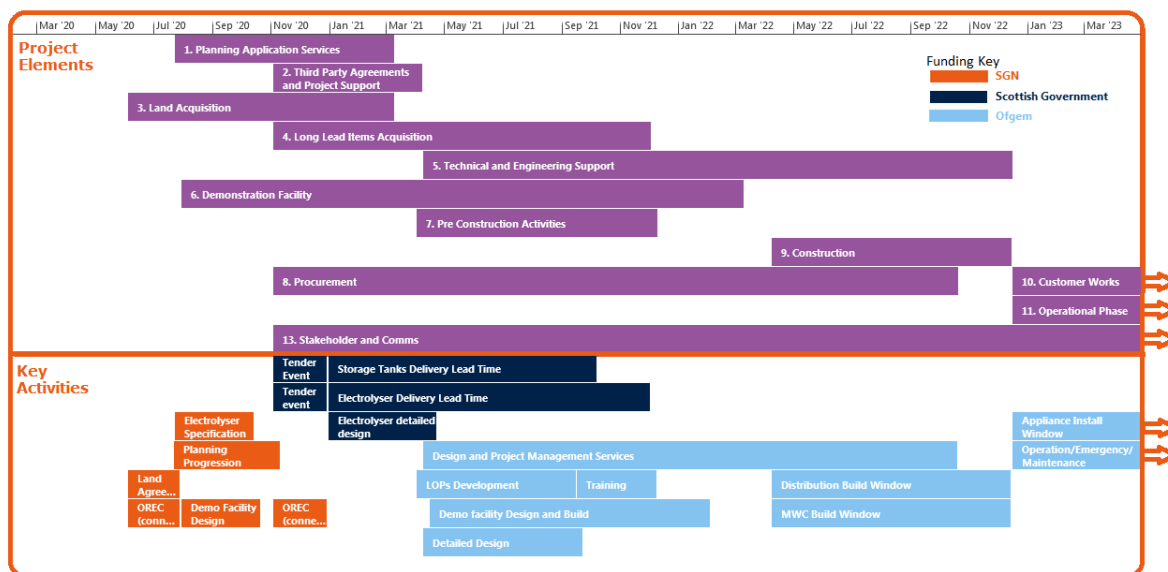 Mar '20 May '20 Jul '20 Sep '20 Nov '20 Jan '21 Mar '21 May '21 Jul '21 Sep '21 Nov '21 Jan '22 Mar '22 May '22 Jul '22 Sep '22 Nov '22 Jan '23 Mar '23
Project
Elements
1. Planning Application Services
Funding Key
SGN
Scottish Government
Ofgem
2. Third Party Agreements
and Project Support
3. Land Acquisition
4. Long Lead Items Acquisition
5. Technical and Engineering Support
6. Demonstration Facility
7. Pre Construction Activities
9. Construction
8. Procurement
10. Customer Works
11. Operational Phase
13. Stakeholder and Comms
Key
Activities
Tender
Event
Storage Tanks Delivery Lead Time
Tender
event
Electrolyser Delivery Lead Time
Electrolyser
Specification
Electrolyser detailed
design
Appliance Install
Window
Planning
Progression
Design and Project Management Services
Operation/Emergency/
Maintenance
Land
Agree...
LOPs Development
Training
Distribution Build Window
OREC
(conn...
Demo Facility
Design
OREC
(conne...
Demo facility Design and Build
MWC Build Window
Detailed Design